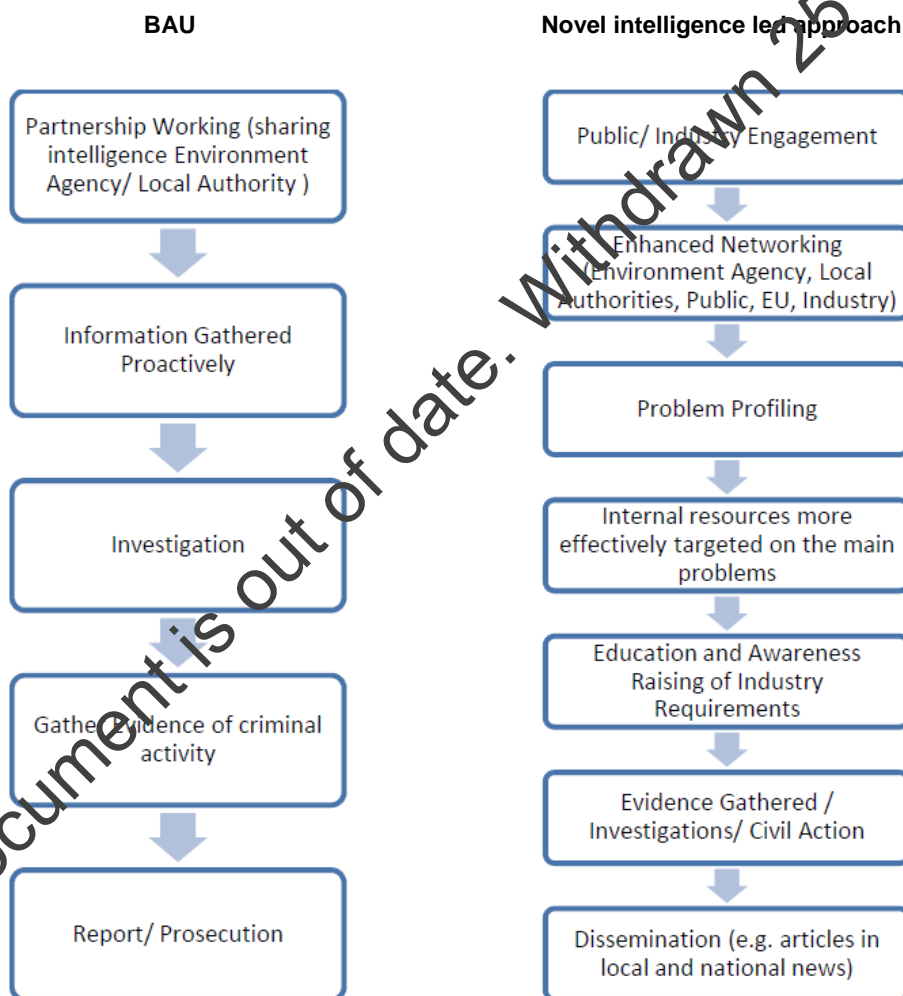 BAU
Partnership Working (sharing
intelligence Environment
Agency/ Local Authority )
Information Gathered
Proactively
Investigation
Gather Evidence of criminal
activity
Report/ Prosecution
Novel intelligence led approach
Public/ Industry Engagement
Enhanced Networking
(Environment Agency, Local
Authorities, Public, EU, Industry)
Problem Profiling
Internal resources more
effectively targeted on the main
problems
Education and Awareness
Raising of Industry
Requirements
Evidence Gathered /
Investigations/ Civil Action
Dissemination (e.g. articles in
local and national news)
ocument is out of date. Withdrawn 25